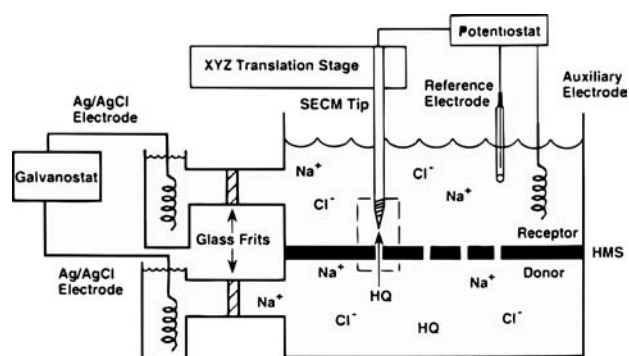 Potentiostat
XYZ Translation Stage
SECM Tip
Reference
Electrode
Auxiliary
Electrode
Ag/AgCl
Electrode
Galvanostat
Na⁺
Cl⁻
Na⁺
Cl⁻
Glass Frits
Receptor
HMS
Donor
Na⁺
Na⁺
Ag/AgCl
Electrode
Na⁺
HQ
Cl⁻
HQ
Cl⁻